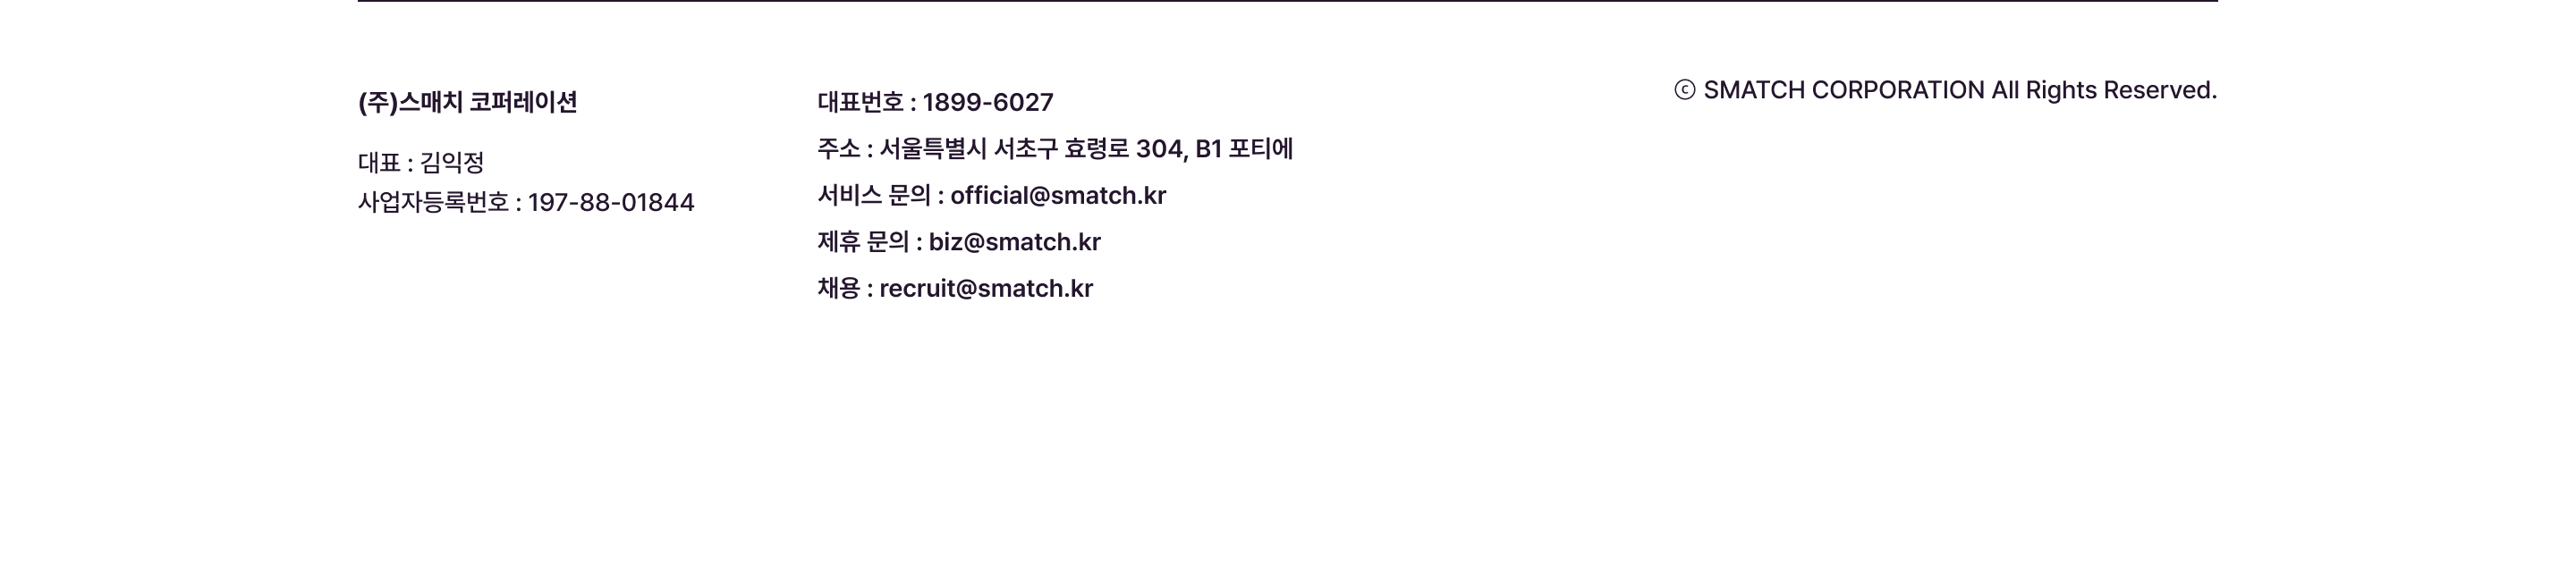 (주)스매치 코퍼레이션
대표 : 김익정
사업자등록번호 : 197-88-01844
대표번호 : 1899-6027
주소 : 서울특별시 서초구 효령로 304, B1 포티에
서비스 문의 : official@smatch.kr
제휴 문의 : biz@smatch.kr
채용 : recruit@smatch.kr
ⓒ SMATCH CORPORATION All Rights Reserved.